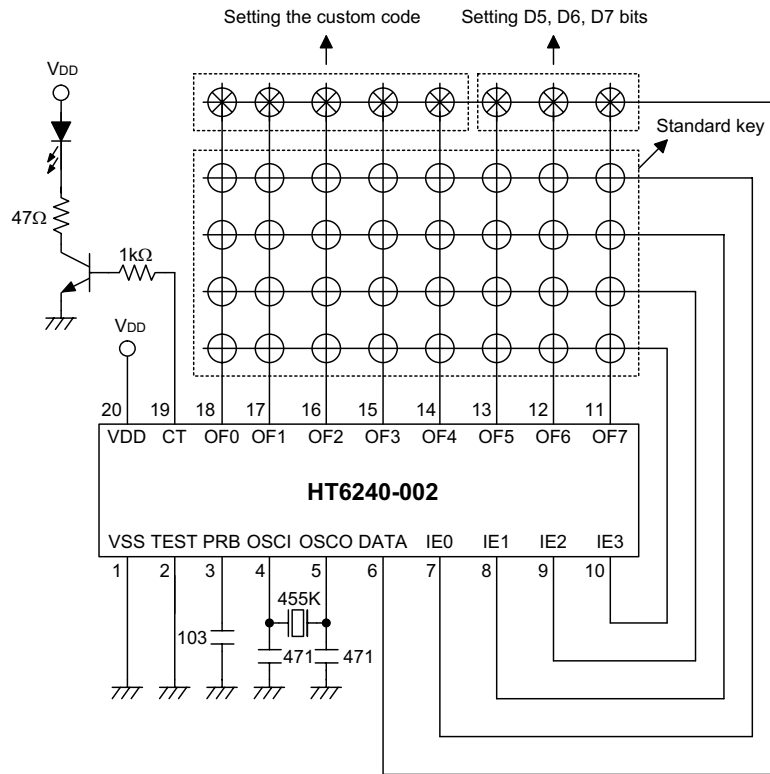 Setting the custom code
Setting D5, D6, D7 bits
VDD
Standard key
47Ω
1kΩ
VDD
20 19 18 17 16 15 14 13 12 11
VDD CT OF0 OF1 OF2 OF3 OF4 OF5 OF6 OF7
HT6240-002
VSS TEST PRB OSCI OSCO DATA IE0 IE1 IE2 IE3
1 2 3 4 5 6 7 8 9 10
455K
103
471
471